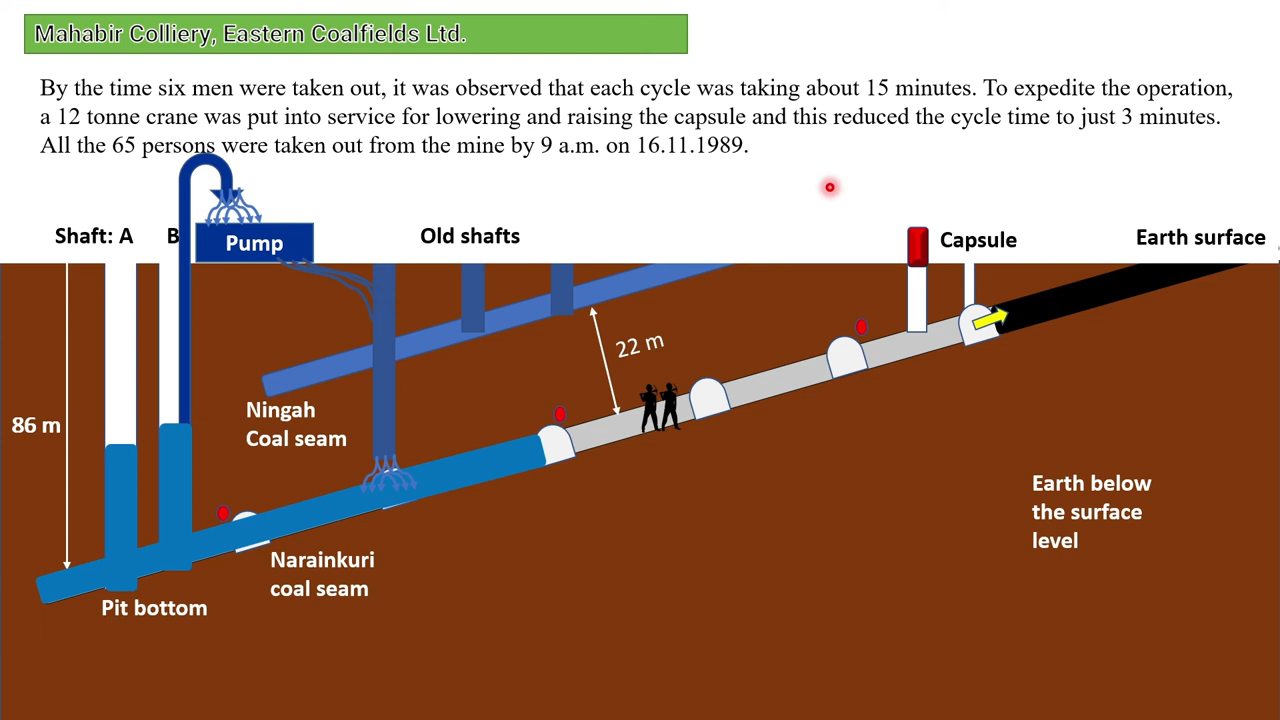 Mahabir Colliery, Eastern Coalfields Ltd.
By the time six men were taken out, it was observed that each cycle was taking about 15 minutes. To expedite the operation,
a 12 tonne crane was put into service for lowering and raising the capsule and this reduced the cycle time to just 3 minutes.
All the 65 persons were taken out from the mine by 9 a.m. on 16.11.1989.
Shaft: A B
Pump
Old shafts
Capsule
Earth surface
22 m
86 m
Ningah
Coal seam
Earth below
the surface
level
Narainkuri
coal seam
Pit bottom